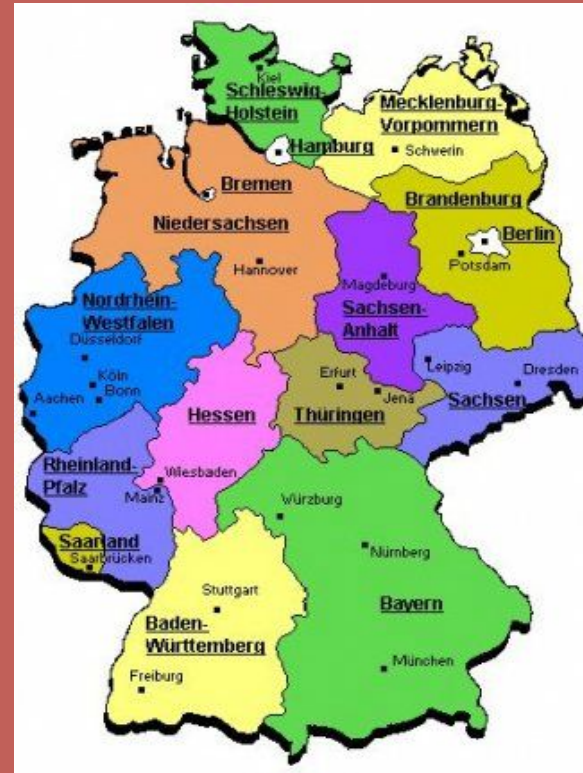 Kiel
Schleswig-
Holstein
Mecklenburg-
Vorpommern
Hamburg
Schwerin
Bremen
Brandenburg
Niedersachsen
Berlin
Potsdam
Hannover
Magdeburg
Nordrhein-
Westfalen
Sachsen-
Anhalt
Düsseldorf
Köln
Bonn
Aachen
Erfurt
Jena
Leipzig
Dresden
Hessen
Thüringen
Sachsen
Rheinland-
Pfalz
Wiesbaden
Mainz
Würzburg
Saarland
Saarbrücken
Nürnberg
Stuttgart
Bayern
Baden-
Württemberg
München
Freiburg